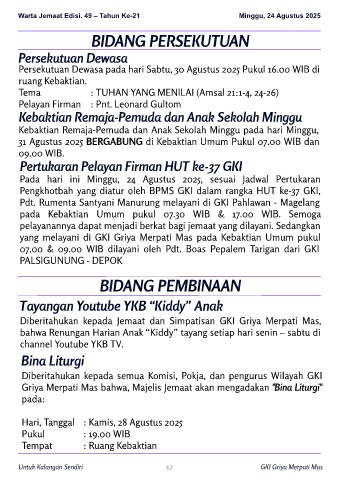 Warta Jemaat Edisi. 49 – Tahun Ke-21 Minggu, 24 Agustus 2025
BIDANG PERSEKUTUAN
Persekutuan Dewasa
Persekutuan Dewasa pada hari Sabtu, 30 Agustus 2025 Pukul 16.00 WIB di
ruang Kebaktian.
Tema : TUHAN YANG MENILAI (Amsal 21:1-4, 24-26)
Pelayan Firman : Pnt. Leonard Gultom
Kebaktian Remaja-Pemuda dan Anak Sekolah Minggu
Kebaktian Remaja-Pemuda dan Anak Sekolah Minggu pada hari Minggu,
31 Agustus 2025 BERGABUNG di Kebaktian Umum Pukul 07.00 WIB dan
09.00 WIB.
Pertukaran Pelayan Firman HUT ke-37 GKI
Pada hari ini Minggu, 24 Agustus 2025, sesuai Jadwal Pertukaran
Pengkhotbah yang diatur oleh BPMS GKI dalam rangka HUT ke-37 GKI,
Pdt. Rumenta Santyani Manurung melayani di GKI Pahlawan - Magelang
pada Kebaktian Umum pukul 07.30 WIB & 17.00 WIB. Semoga
pelayanannya dapat menjadi berkat bagi jemaat yang dilayani. Sedangkan
yang melayani di GKI Griya Merpati Mas pada Kebaktian Umum pukul
07.00 & 09.00 WIB dilayani oleh Pdt. Boas Pepalem Tarigan dari GKI
PALSIGUNUNG - DEPOK
BIDANG PEMBINAAN
Tayangan Youtube YKB “Kiddy” Anak
Diberitahukan kepada Jemaat dan Simpatisan GKI Griya Merpati Mas,
bahwa Renungan Harian Anak “Kiddy” tayang setiap hari senin – sabtu di
channel Youtube YKB TV.
Bina Liturgi
Diberitahukan kepada semua Komisi, Pokja, dan pengurus Wilayah GKI
Griya Merpati Mas bahwa, Majelis Jemaat akan mengadakan "Bina Liturgi"
pada:
Hari, Tanggal : Kamis, 28 Agustus 2025
Pukul : 19.00 WIB
Tempat : Ruang Kebaktian
Untuk Kalangan Sendiri 12 GKI Griya Merpati Mas